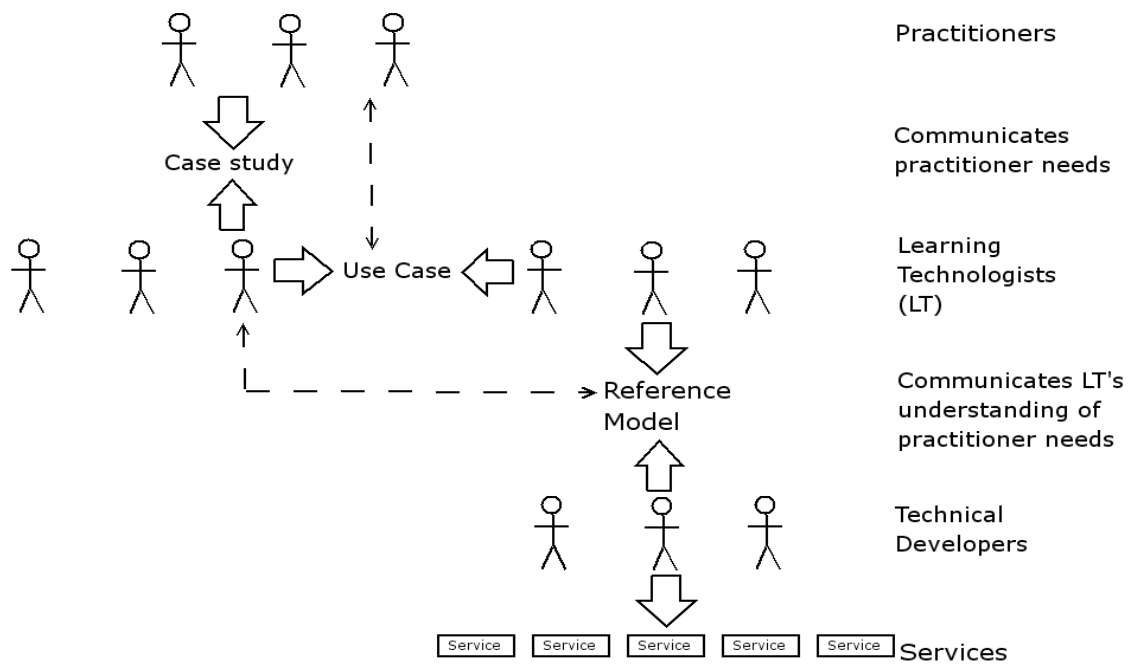 Practitioners
Communicates
practitioner needs
Case study
Learning
Technologists
(LT)
Use Case
Communicates LT's
understanding of
practitioner needs
Reference
Model
Technical
Developers
Service
Service
Service
Service
Service
Services